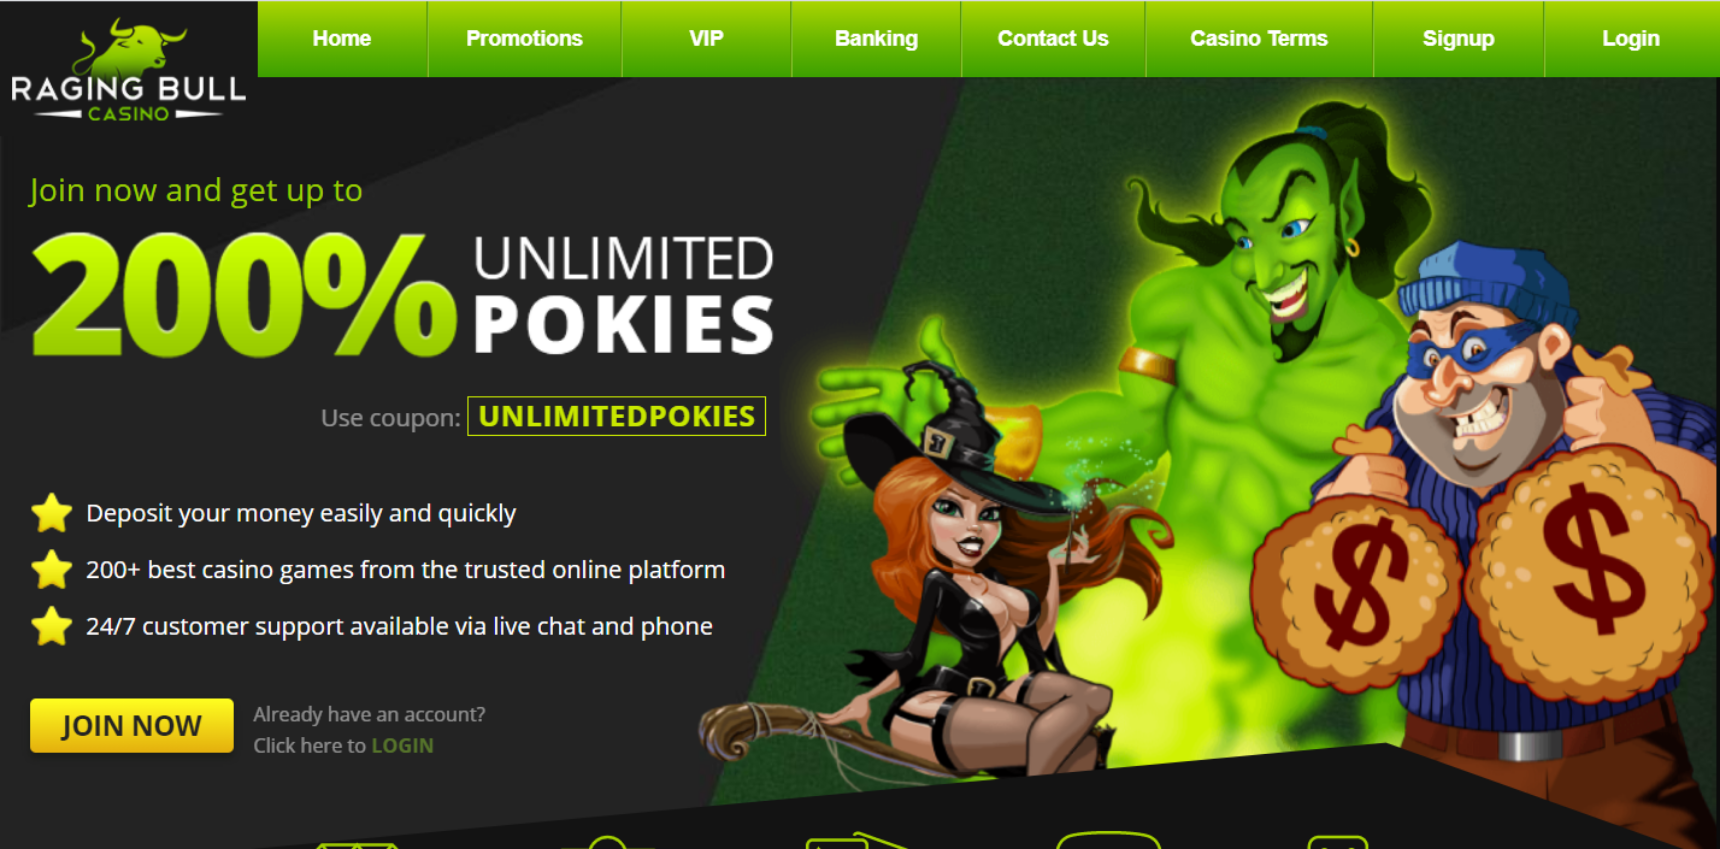 Home Promotions VIP Banking Contact Us Casino Terms Signup Login
RAGING BULL
CASINO
Join now and get up to
200% UNLIMITED
POKIES
Use coupon: UNLIMITEDPOKIES
Deposit your money easily and quickly
200+ best casino games from the trusted online platform
24/7 customer support available via live chat and phone
JOIN NOW
Already have an account?
Click here to LOGIN
$ $